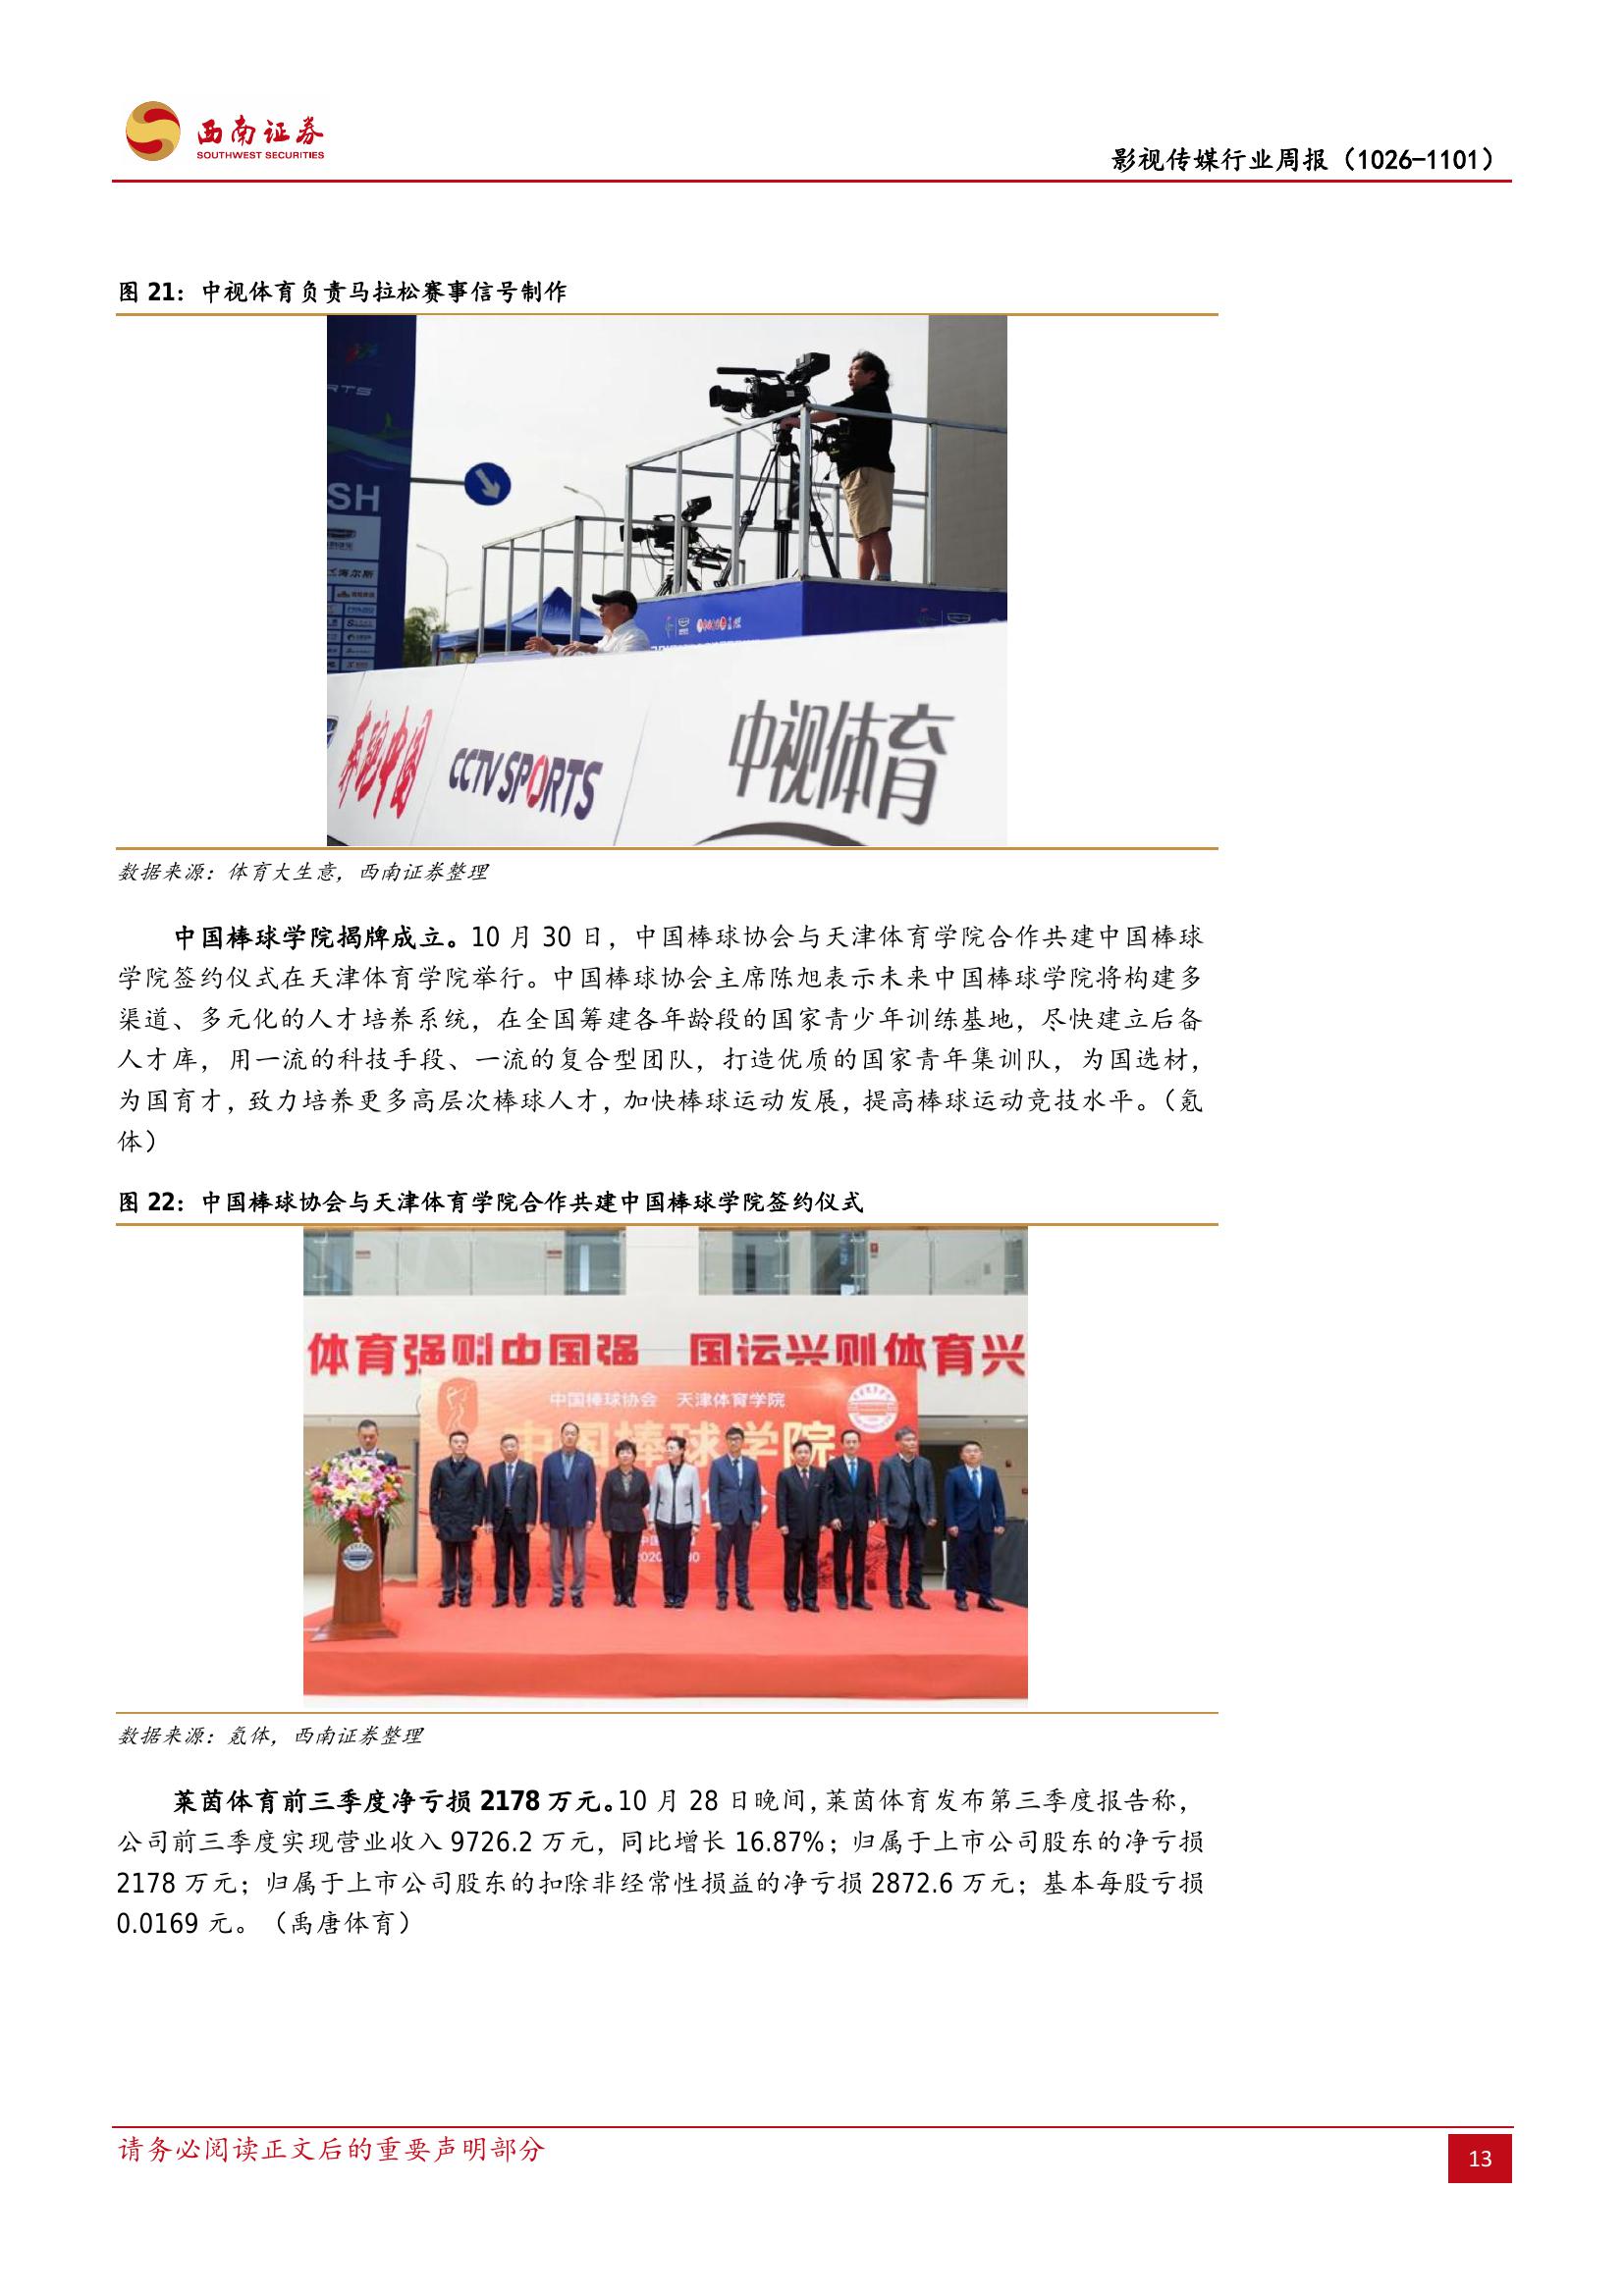 西南证券
SOUTHWEST SECURITIES
影视传媒行业周报（1026-1101）
图 21：中视体育负责马拉松赛事信号制作
RTS
SH
海尔斯
奔跑中国
CCTV SPORTS
中视体育
数据来源：体育大生意，西南证券整理
中国棒球学院揭牌成立。10 月 30 日，中国棒球协会与天津体育学院合作共建中国棒球
学院签约仪式在天津体育学院举行。中国棒球协会主席陈旭表示未来中国棒球学院将构建多
渠道、多元化的人才培养系统，在全国筹建各年龄段的国家青少年训练基地，尽快建立后备
人才库，用一流的科技手段、一流的复合型团队，打造优质的国家青年集训队，为国选材，
为国育才，致力培养更多高层次棒球人才，加快棒球运动发展，提高棒球运动竞技水平。（氪
体）
图 22：中国棒球协会与天津体育学院合作共建中国棒球学院签约仪式
体育强则中国强 国运兴则体育兴
中国棒球协会 天津体育学院
中国棒球学院
数据来源：氪体，西南证券整理
莱茵体育前三季度净亏损 2178 万元。10 月 28 日晚间，莱茵体育发布第三季度报告称，
公司前三季度实现营业收入 9726.2 万元，同比增长 16.87%；归属于上市公司股东的净亏损
2178 万元；归属于上市公司股东的扣除非经常性损益的净亏损 2872.6 万元；基本每股亏损
0.0169 元。（禹唐体育）
请务必阅读正文后的重要声明部分
13